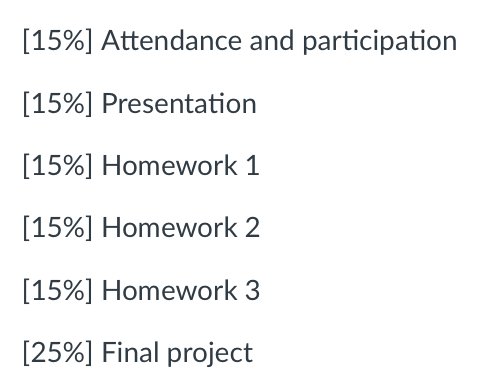 [15%] Attendance and participation
[15%] Presentation
[15%] Homework 1
[15%] Homework 2
[15%] Homework 3
[25%] Final project